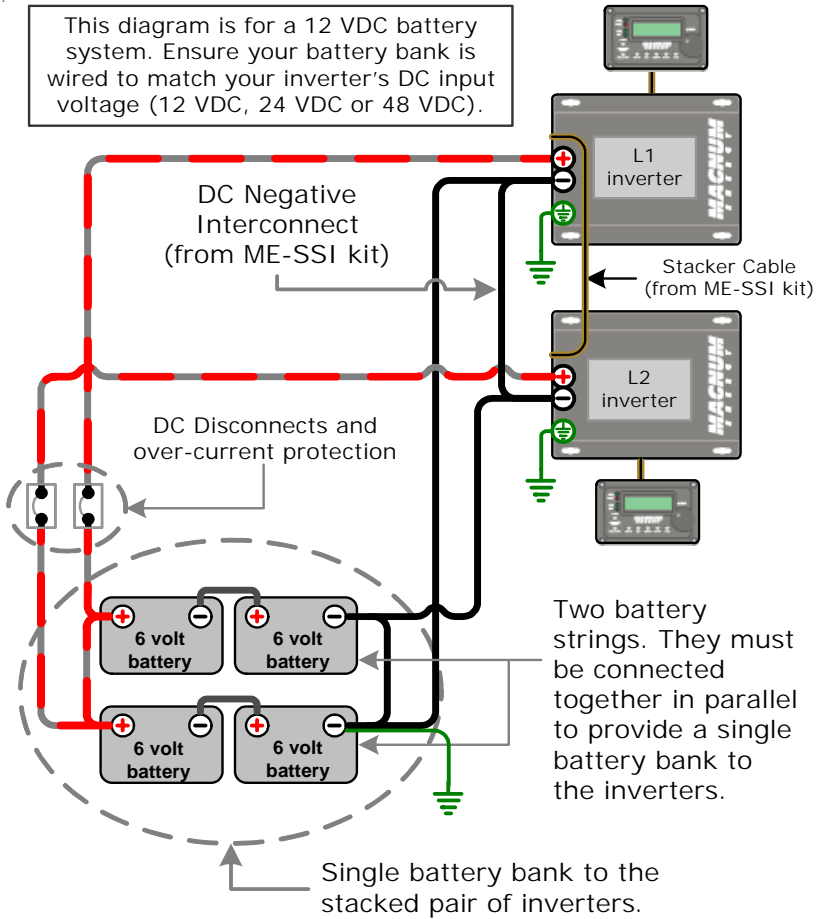 This diagram is for a 12 VDC battery
system. Ensure your battery bank is
wired to match your inverter's DC input
voltage (12 VDC, 24 VDC or 48 VDC).
L1
inverter
MAGNUM
DC Negative
Interconnect
(from ME-SSI kit)
Stacker Cable
(from ME-SSI kit)
L2
inverter
MAGNUM
DC Disconnects and
over-current protection
+
−
+
−
+
−
6 volt
battery
+
−
6 volt
battery
+
−
6 volt
battery
+
−
6 volt
battery
Two battery
strings. They must
be connected
together in parallel
to provide a single
battery bank to
the inverters.
Single battery bank to the
stacked pair of inverters.